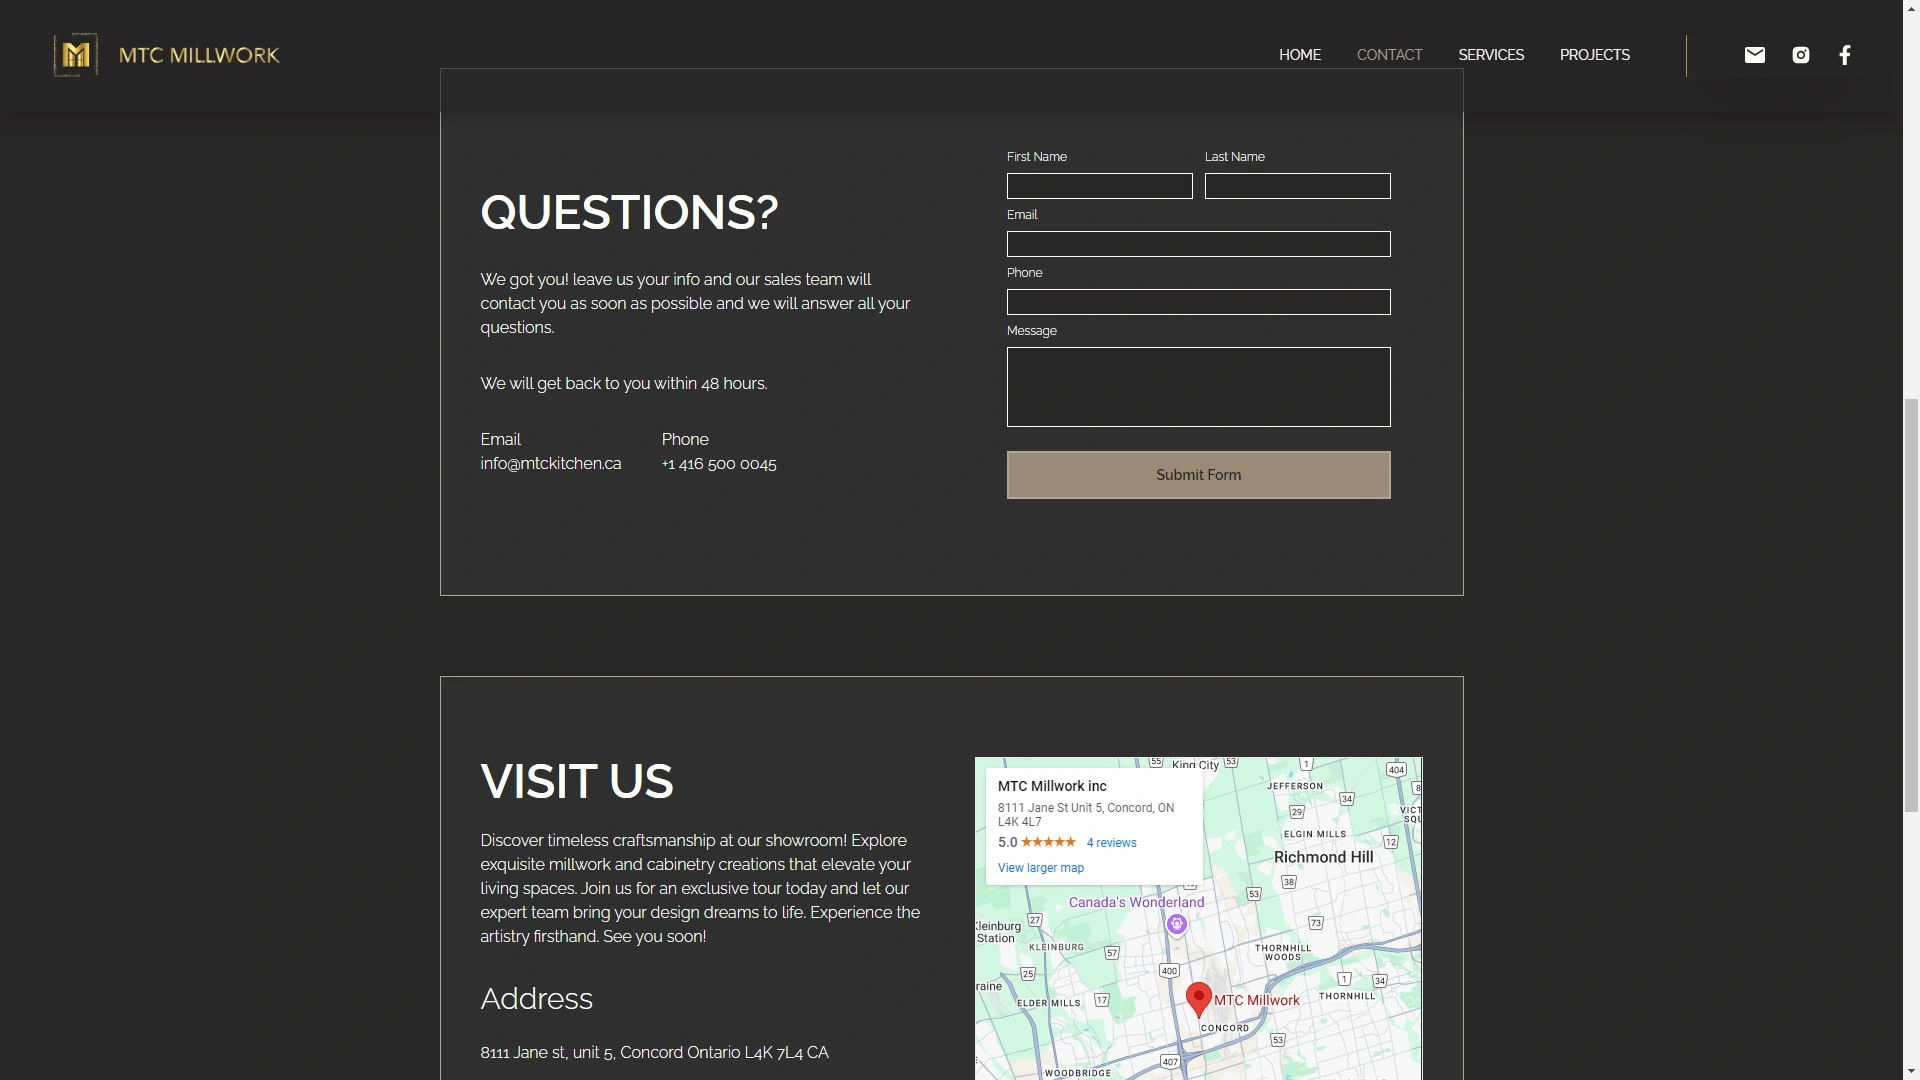 MTC MILLWORK
HOME CONTACT SERVICES PROJECTS
QUESTIONS?
We got you! leave us your info and our sales team will
contact you as soon as possible and we will answer all your
questions.
We will get back to you within 48 hours.
Email Phone
info@mtckitchen.ca +1 416 500 0045
First Name Last Name
Email
Phone
Message
Submit Form
VISIT US
Discover timeless craftsmanship at our showroom! Explore
exquisite millwork and cabinetry creations that elevate your
living spaces. Join us for an exclusive tour today and let our
expert team bring your design dreams to life. Experience the
artistry firsthand. See you soon!
Address
8111 Jane st, unit 5, Concord Ontario L4K 7L4 CA
MTC Millwork inc
8111 Jane St Unit 5, Concord, ON
L4K 4L7
5.0 ★★★★★ 4 reviews
View larger map
55
King City
53
1
404
JEFFERSON
34
8
29
VICT
SQU
ELGIN MILLS
12
Richmond Hill
38
53
Canada's Wonderland
27
Kleinburg
Station
KLEINBURG
73
57
THORNHILL
WOODS
400
25
1
34
raine
ELDER MILLS
17
MTC Millwork
THORNHILL
CONCORD
53
407
WOODBRIDGE